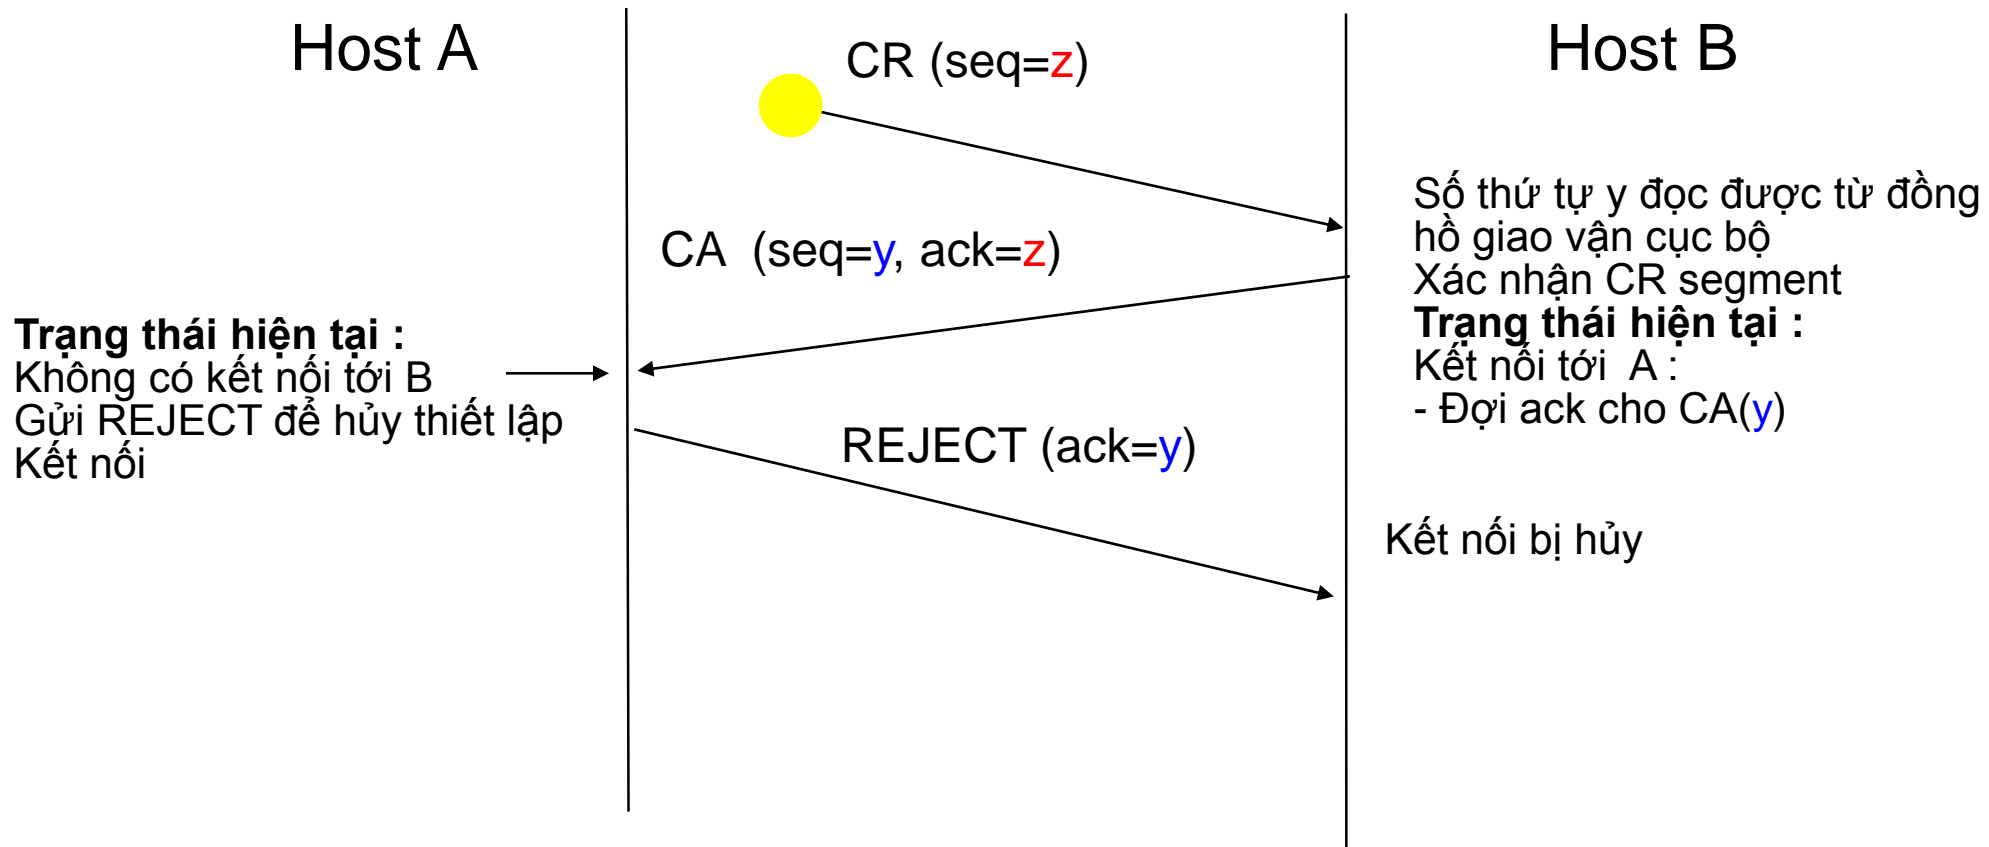 Host A
CR (seq=z)
Host B
Số thứ tự y đọc được từ đồng
hồ giao vận cục bộ
Xác nhận CR segment
Trạng thái hiện tại :
Kết nối tới A :
- Đợi ack cho CA(y)
CA (seq=y, ack=z)
Trạng thái hiện tại :
Không có kết nối tới B
Gửi REJECT để hủy thiết lập
Kết nối
REJECT (ack=y)
Kết nối bị hủy